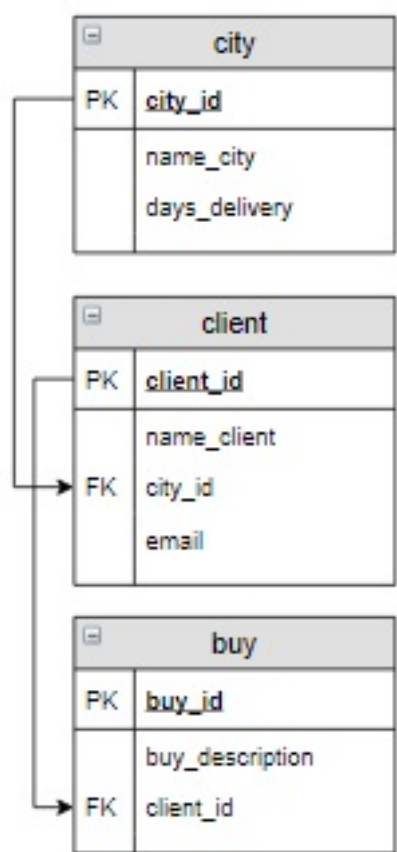 city
PK city_id
name_city
days_delivery
client
PK client_id
name_client
FK city_id
email
buy
PK buy_id
buy_description
FK client_id